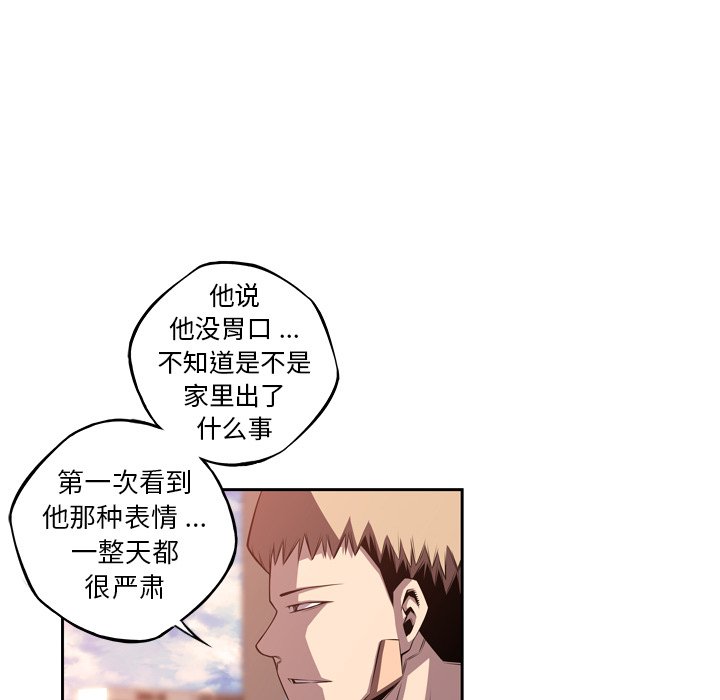 他说
他没胃口 ...
不知道是不是
家里出了
什么事
第一次看到
他那种表情 ...
一整天都
很严肃